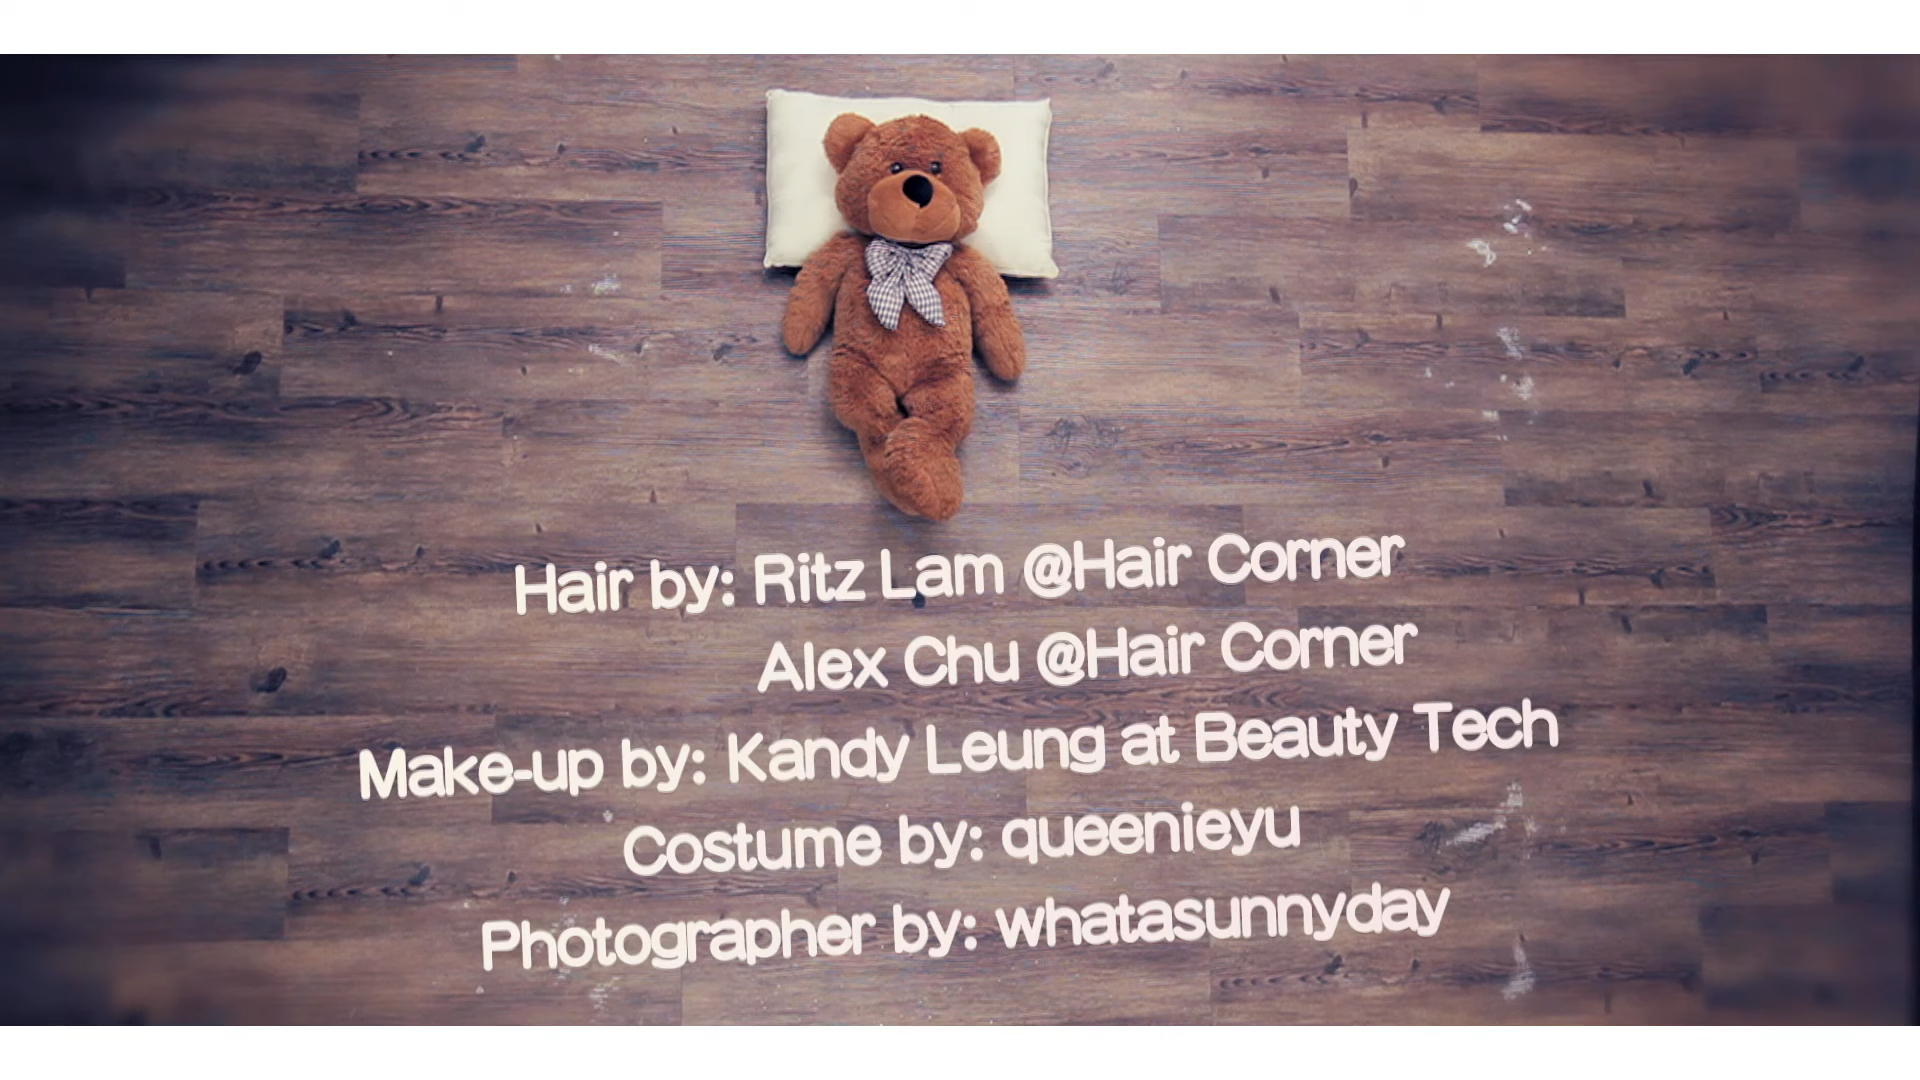 Hair by: Ritz Lam @Hair Corner
Alex Chu @Hair Corner
Make-up by: Kandy Leung at Beauty Tech
Costume by: queenieyu
Photographer by: whatasunnyday